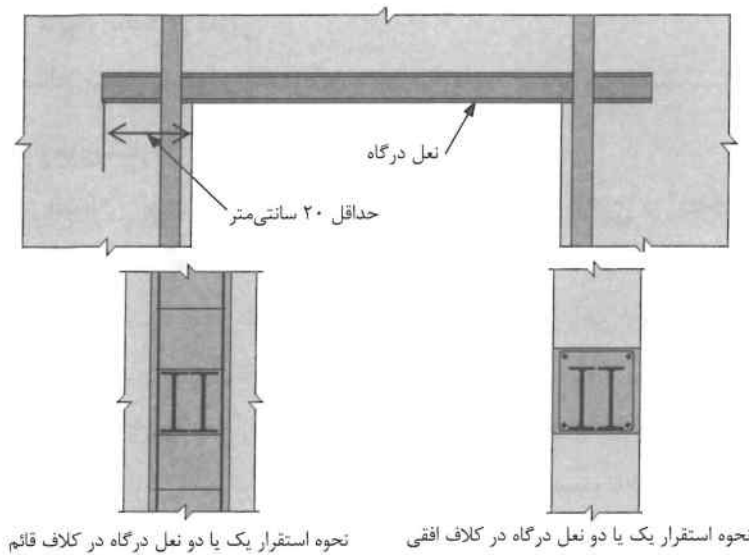 نعل درگاه
حداقل ۲۰ سانتی‌متر
نحوه استقرار یک یا دو نعل درگاه در کلاف افقی
نحوه استقرار یک یا دو نعل درگاه در کلاف قائم